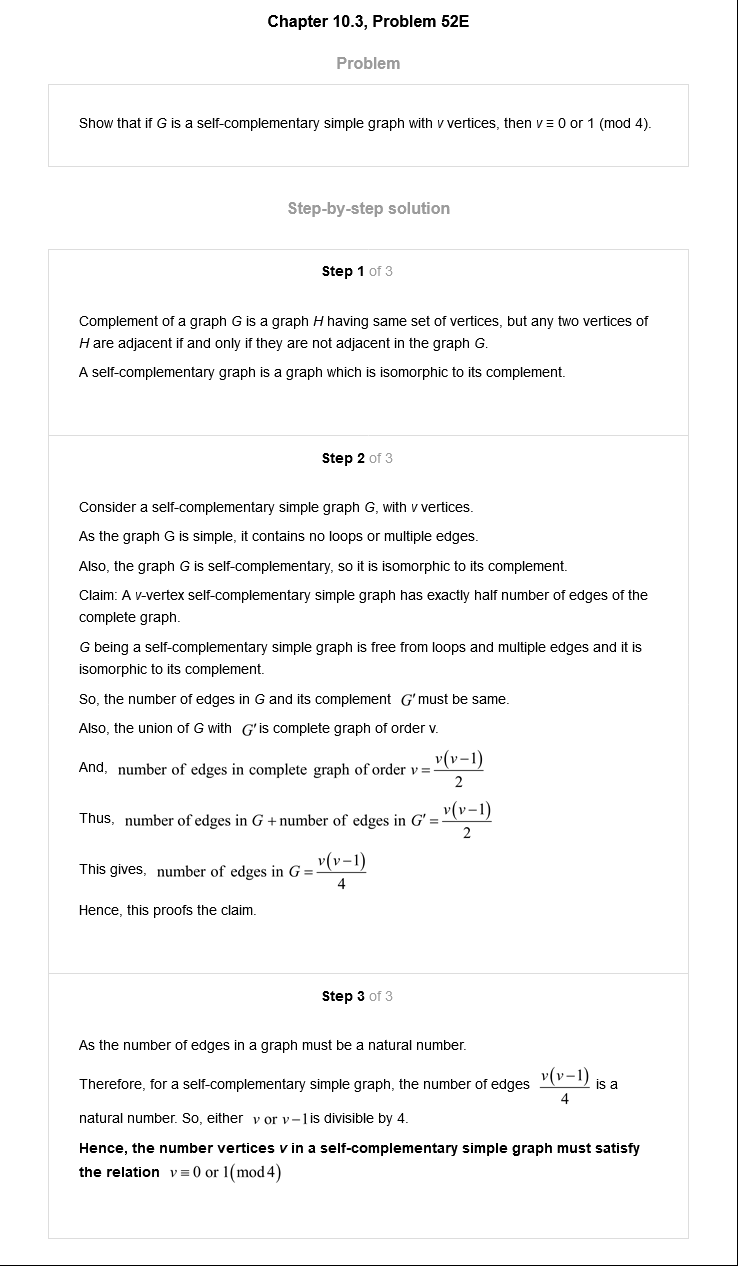 Chapter 10.3, Problem 52E
Problem
Show that if G is a self-complementary simple graph with v vertices, then v ≡ 0 or 1 (mod 4).
Step-by-step solution
Step 1 of 3
Complement of a graph G is a graph H having same set of vertices, but any two vertices of
H are adjacent if and only if they are not adjacent in the graph G.
A self-complementary graph is a graph which is isomorphic to its complement.
Step 2 of 3
Consider a self-complementary simple graph G, with v vertices.
As the graph G is simple, it contains no loops or multiple edges.
Also, the graph G is self-complementary, so it is isomorphic to its complement.
Claim: A v-vertex self-complementary simple graph has exactly half number of edges of the
complete graph.
G being a self-complementary simple graph is free from loops and multiple edges and it is
isomorphic to its complement.
So, the number of edges in G and its complement G' must be same.
Also, the union of G with G' is complete graph of order v.
And, number of edges in complete graph of order v = v(v−1)/2
Thus, number of edges in G + number of edges in G' = v(v−1)/2
This gives, number of edges in G = v(v−1)/4
Hence, this proofs the claim.
Step 3 of 3
As the number of edges in a graph must be a natural number.
Therefore, for a self-complementary simple graph, the number of edges v(v−1)/4 is a
natural number. So, either v or v−1 is divisible by 4.
Hence, the number vertices v in a self-complementary simple graph must satisfy
the relation v ≡ 0 or 1(mod 4)